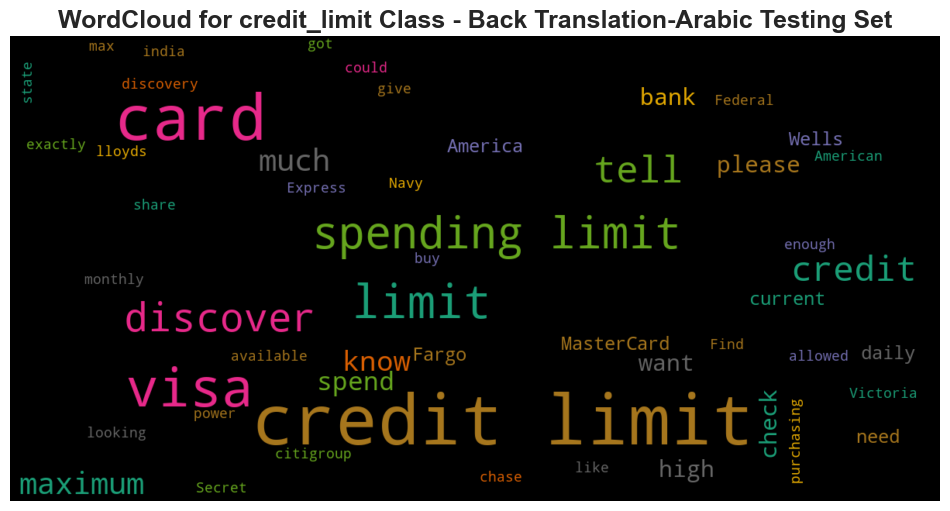 WordCloud for credit_limit Class - Back Translation-Arabic Testing Set
max
india
got
state
could
discovery
give
card
bank
Federal
exactly
lloyds
much
America
Wells
American
tell
please
Express
Navy
share
spending limit
enough
buy
credit
monthly
limit
current
discover
MasterCard
Find
available
know
Fargo
want
allowed
daily
visa
spend
power
credit limit
check
purchasing
Victoria
looking
need
citigroup
high
like
chase
maximum
Secret